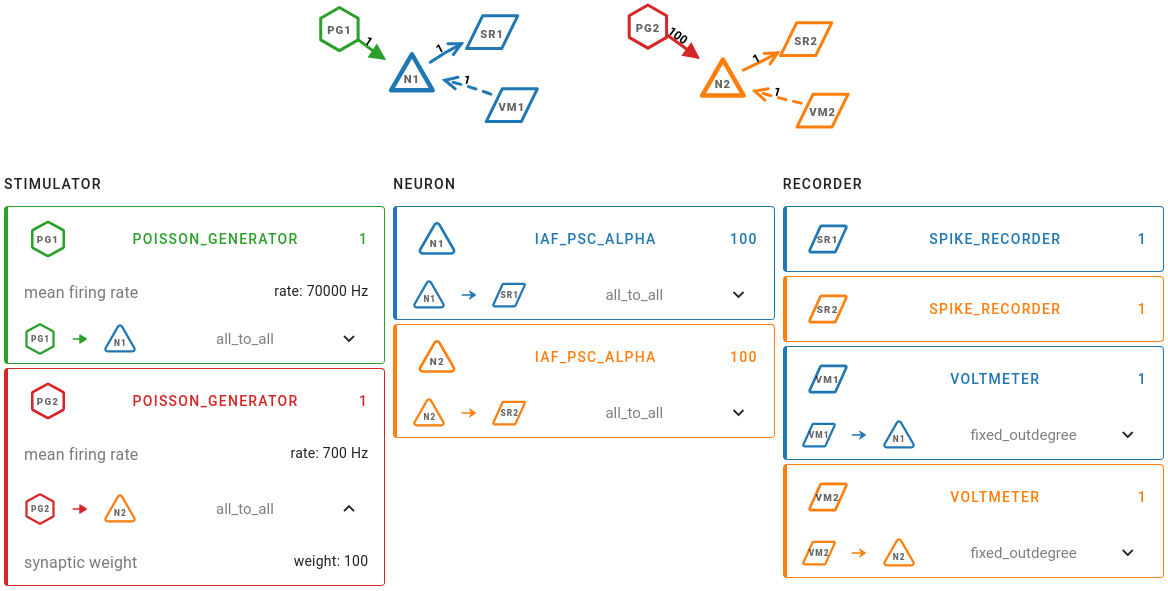 PG1
1
N1
1
SR1
1
VM1
PG2
100
N2
1
SR2
1
VM2
STIMULATOR
PG1 POISSON_GENERATOR 1
mean firing rate rate: 70000 Hz
PG1 N1 all_to_all
PG2 POISSON_GENERATOR 1
mean firing rate rate: 700 Hz
PG2 N2 all_to_all
synaptic weight weight: 100
NEURON
N1 IAF_PSC_ALPHA 100
N1 SR1 all_to_all
N2 IAF_PSC_ALPHA 100
N2 SR2 all_to_all
RECORDER
SR1 SPIKE_RECORDER 1
SR2 SPIKE_RECORDER 1
VM1 VOLTMETER 1
VM1 N1 fixed_outdegree
VM2 VOLTMETER 1
VM2 N2 fixed_outdegree